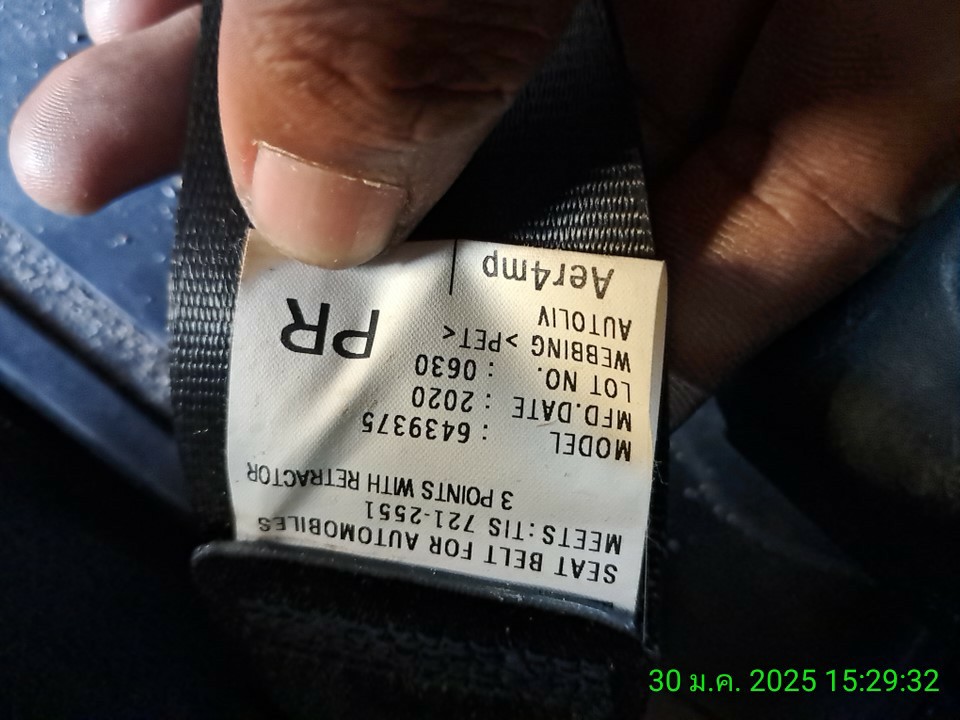 SEAT BELT FOR AUTOMOBILES
MEETS : TIS 721-2551
3 POINTS WITH RETRACTOR
MODEL : 6439375
MFD.DATE : 2020
LOT NO. : 0630
WEBBING >PET<
AUTOLIV
PR
Aer4mp
30 ม.ค. 2025 15:29:32